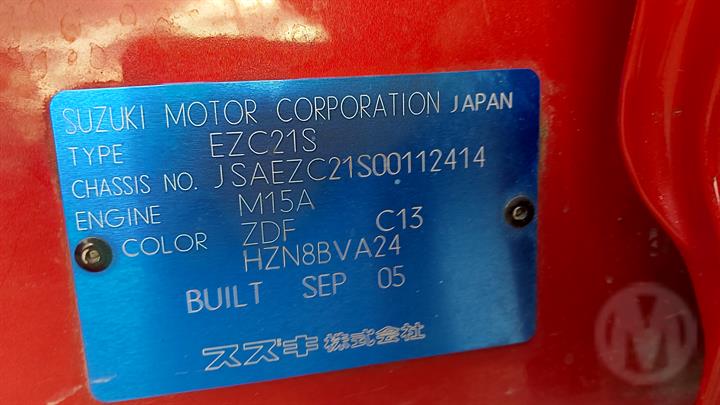 SUZUKI MOTOR CORPORATION JAPAN
TYPE EZC21S
CHASSIS NO. JSAEZC21S00112414
ENGINE M15A
COLOR ZDF C13
HZN8BVA24
BUILT SEP 05
スズキ株式会社
M